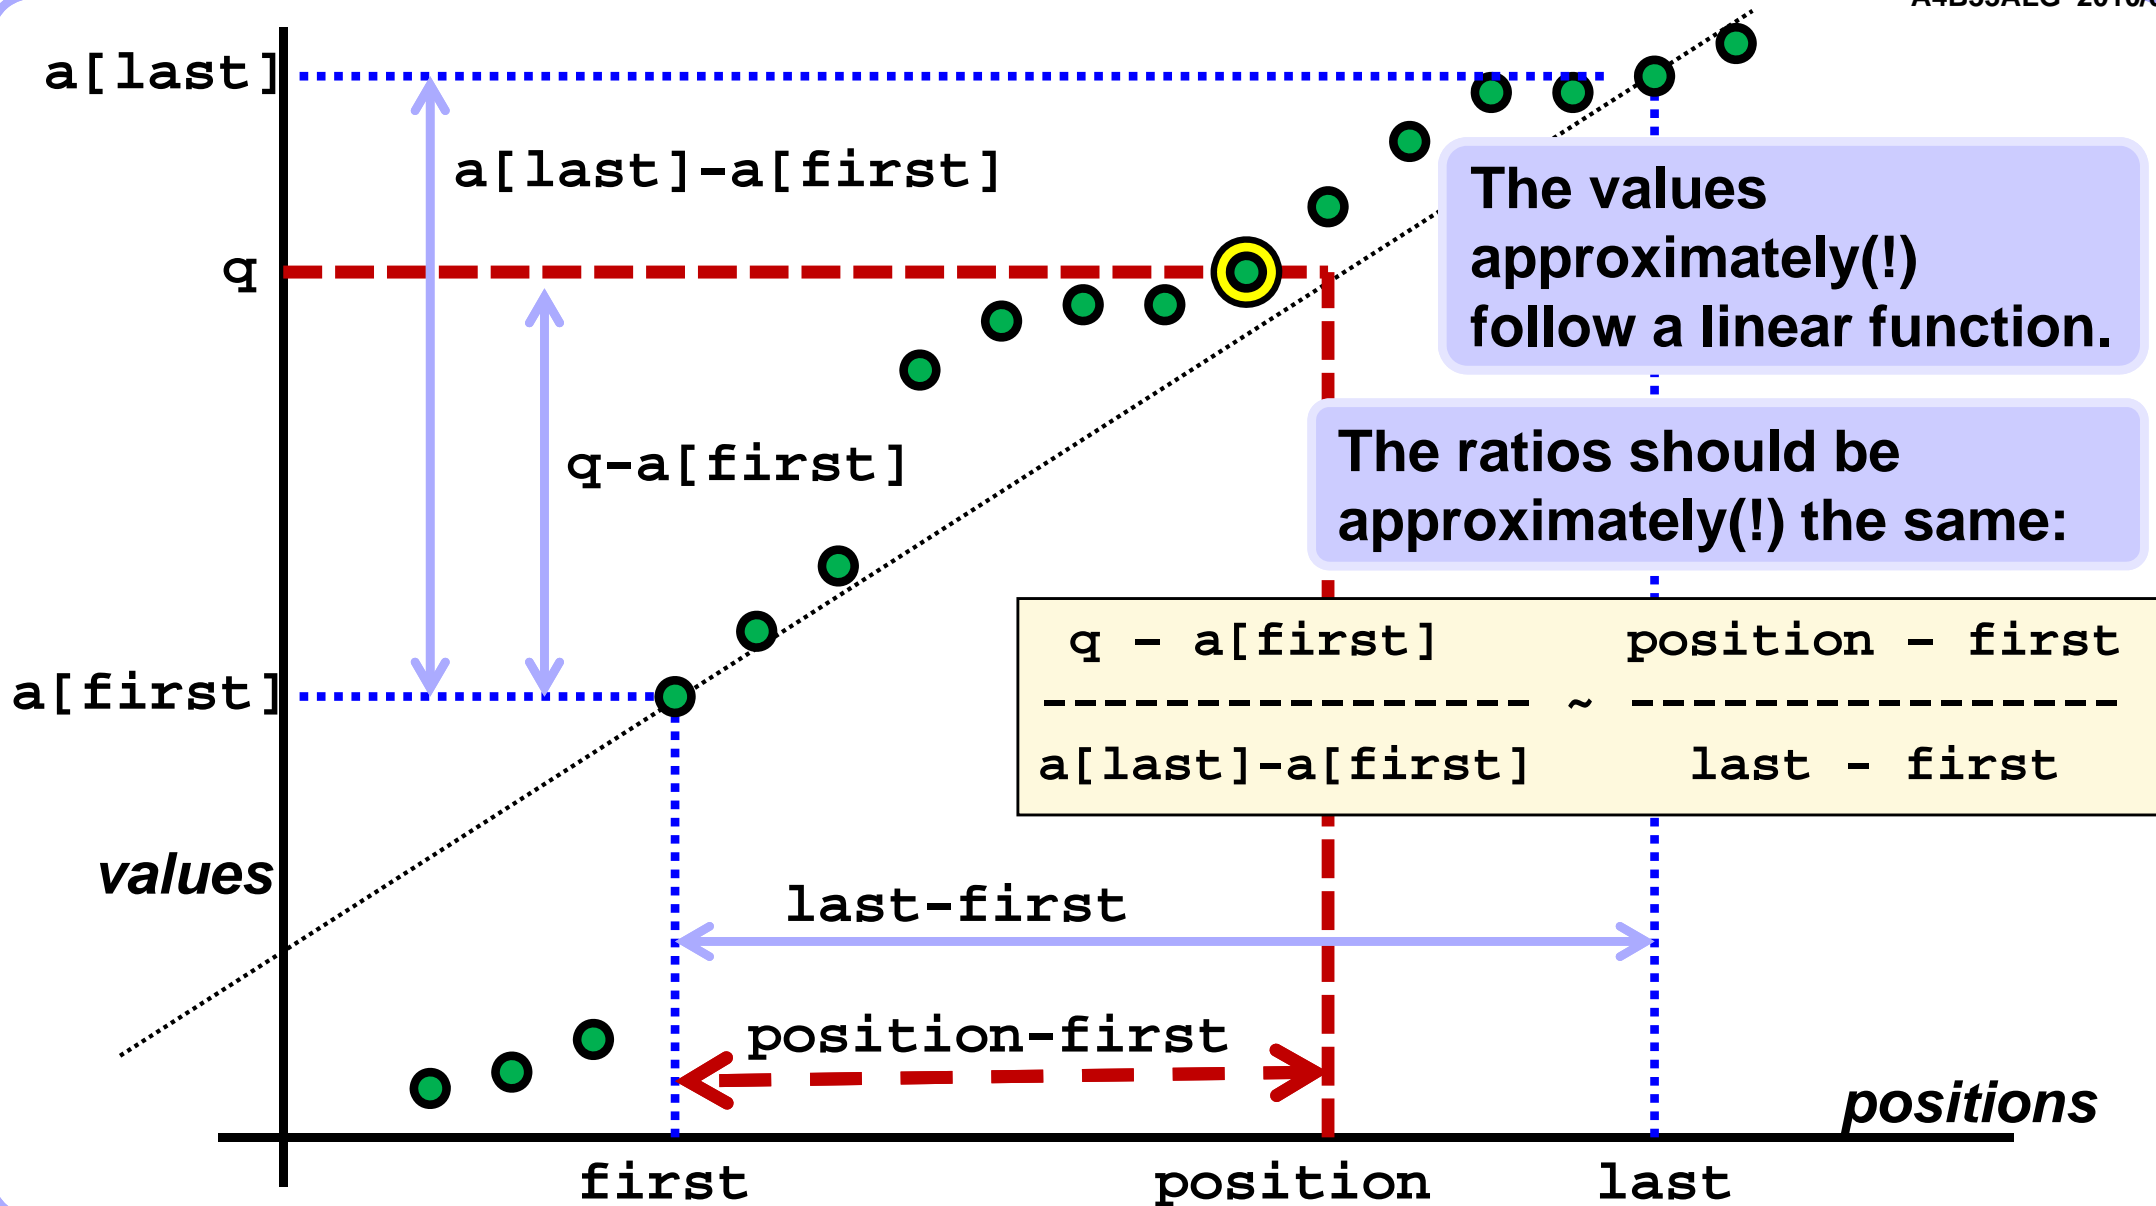 a[last]
a[last]-a[first]
The values
approximately(!)
follow a linear function.
q
q-a[first]
The ratios should be
approximately(!) the same:
q - a[first] position - first
---------------- ~ ----------------
a[last]-a[first] last - first
a[first]
values
last-first
position-first
positions
first position last